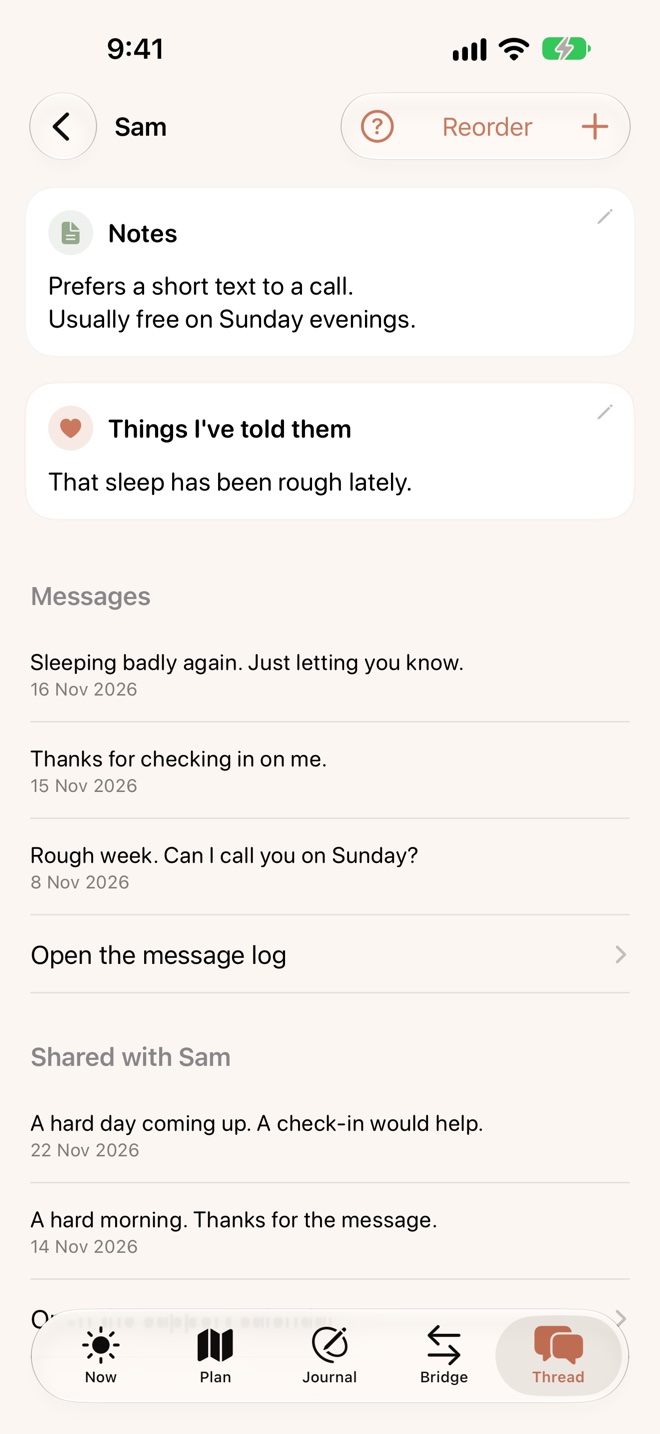 9:41
Sam
Reorder
Notes
Prefers a short text to a call.
Usually free on Sunday evenings.
Things I've told them
That sleep has been rough lately.
Messages
Sleeping badly again. Just letting you know.
16 Nov 2026
Thanks for checking in on me.
15 Nov 2026
Rough week. Can I call you on Sunday?
8 Nov 2026
Open the message log
Shared with Sam
A hard day coming up. A check-in would help.
22 Nov 2026
A hard morning. Thanks for the message.
14 Nov 2026
Now
Plan
Journal
Bridge
Thread